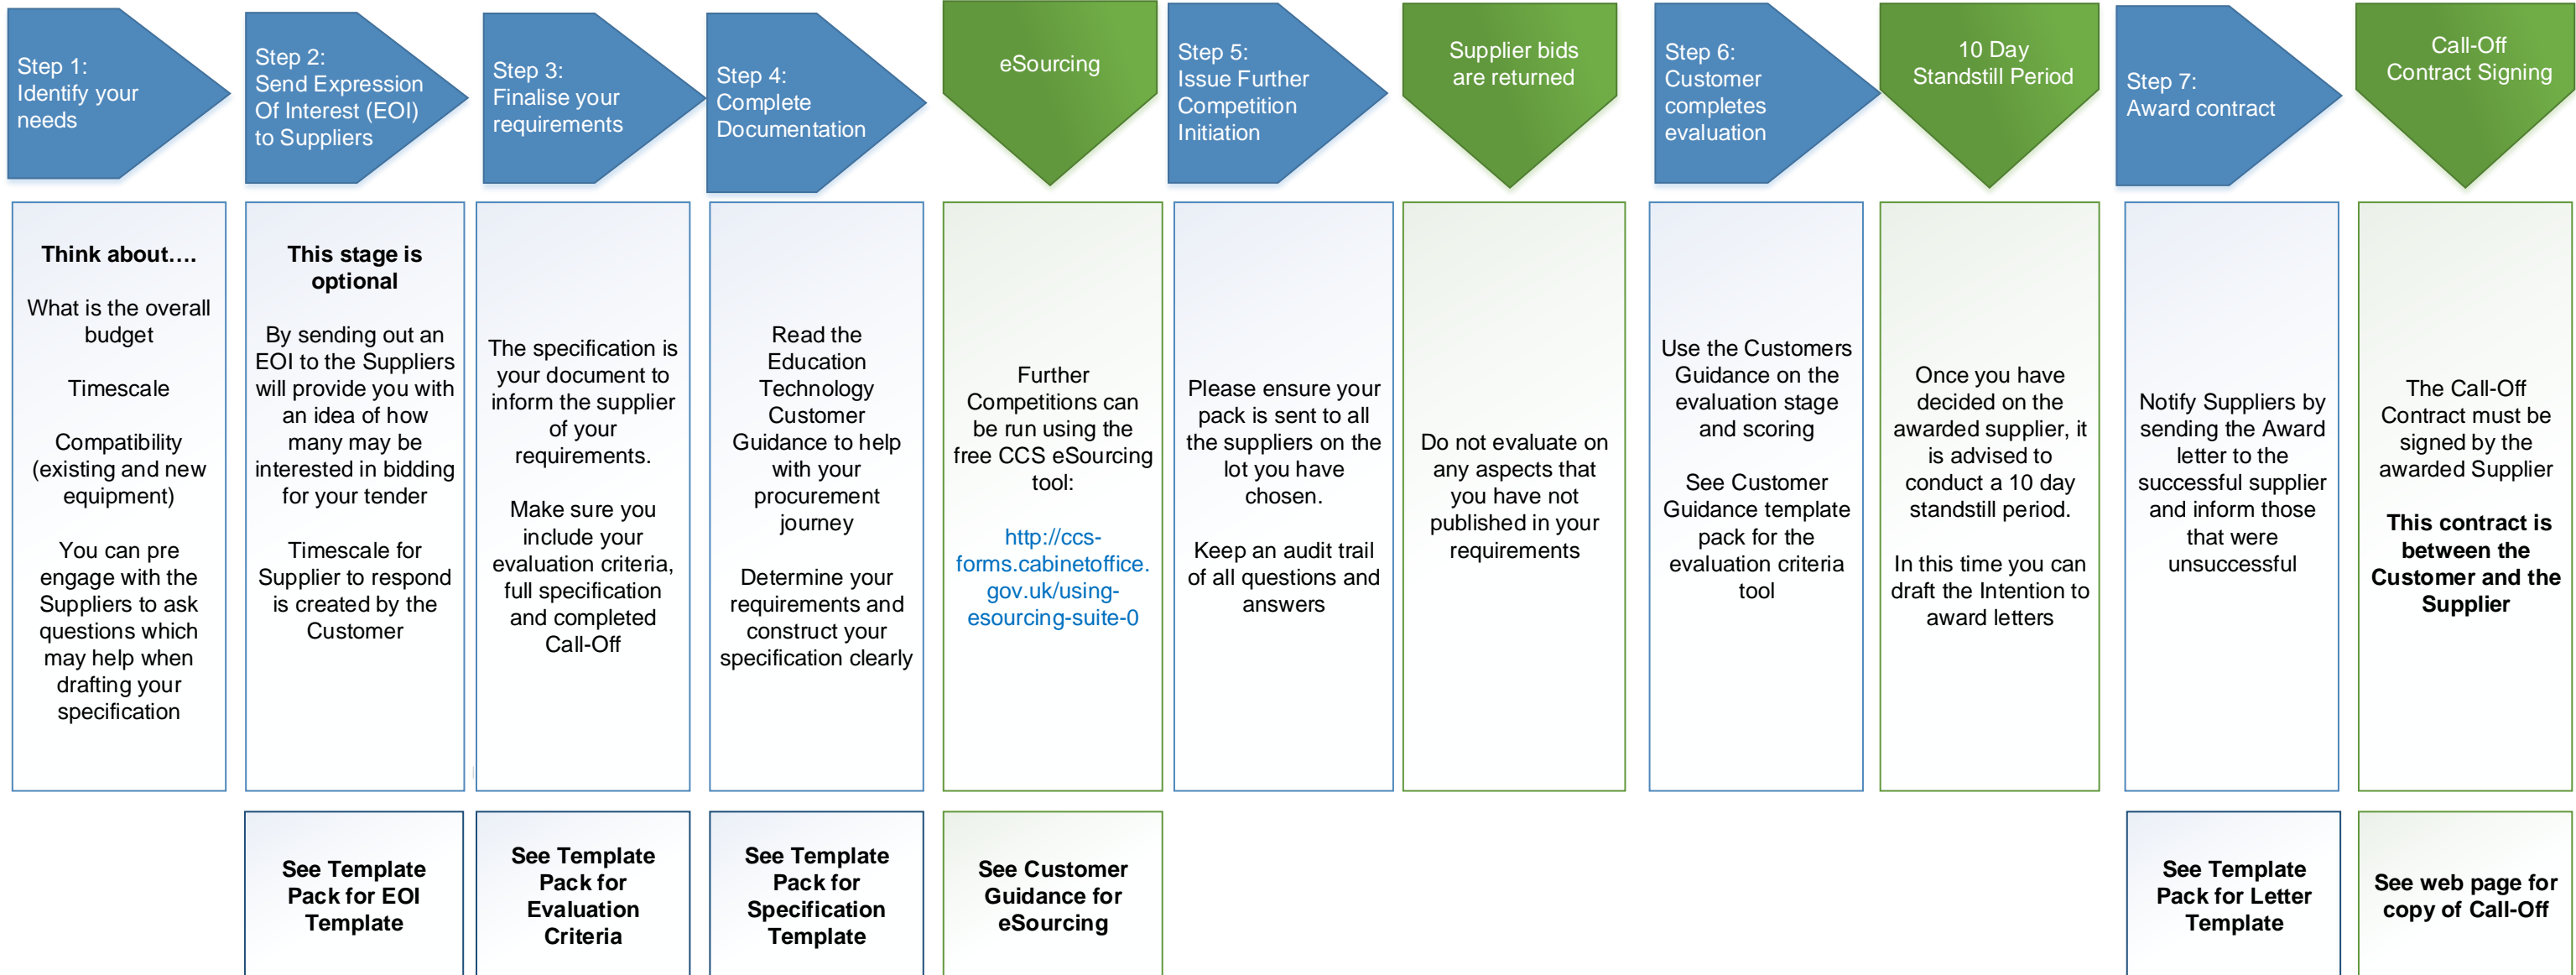 Step 1:
Identify your
needs
Step 2:
Send Expression
Of Interest (EOI)
to Suppliers
Step 3:
Finalise your
requirements
Step 4:
Complete
Documentation
eSourcing
Step 5:
Issue Further
Competition
Initiation
Supplier bids
are returned
Step 6:
Customer
completes
evaluation
10 Day
Standstill Period
Step 7:
Award contract
Call-Off
Contract Signing
Think about....
What is the overall
budget
Timescale
Compatibility
(existing and new
equipment)
You can pre
engage with the
Suppliers to ask
questions which
may help when
drafting your
specification
This stage is
optional
By sending out an
EOI to the Suppliers
will provide you with
an idea of how
many may be
interested in bidding
for your tender
Timescale for
Supplier to respond
is created by the
Customer
The specification is
your document to
inform the supplier
of your
requirements.
Make sure you
include your
evaluation criteria,
full specification
and completed
Call-Off
Read the
Education
Technology
Customer
Guidance to help
with your
procurement
journey
Determine your
requirements and
construct your
specification clearly
Further
Competitions can
be run using the
free CCS eSourcing
tool:
http://ccs-
forms.cabinetoffice.
gov.uk/using-
esourcing-suite-0
Please ensure your
pack is sent to all
the suppliers on the
lot you have
chosen.
Keep an audit trail
of all questions and
answers
Do not evaluate on
any aspects that
you have not
published in your
requirements
Use the Customers
Guidance on the
evaluation stage
and scoring
See Customer
Guidance template
pack for the
evaluation criteria
tool
Once you have
decided on the
awarded supplier, it
is advised to
conduct a 10 day
standstill period.
In this time you can
draft the Intention to
award letters
Notify Suppliers by
sending the Award
letter to the
successful supplier
and inform those
that were
unsuccessful
The Call-Off
Contract must be
signed by the
awarded Supplier
This contract is
between the
Customer and the
Supplier
See Template
Pack for EOI
Template
See Template
Pack for
Evaluation
Criteria
See Template
Pack for
Specification
Template
See Customer
Guidance for
eSourcing
See Template
Pack for Letter
Template
See web page for
copy of Call-Off